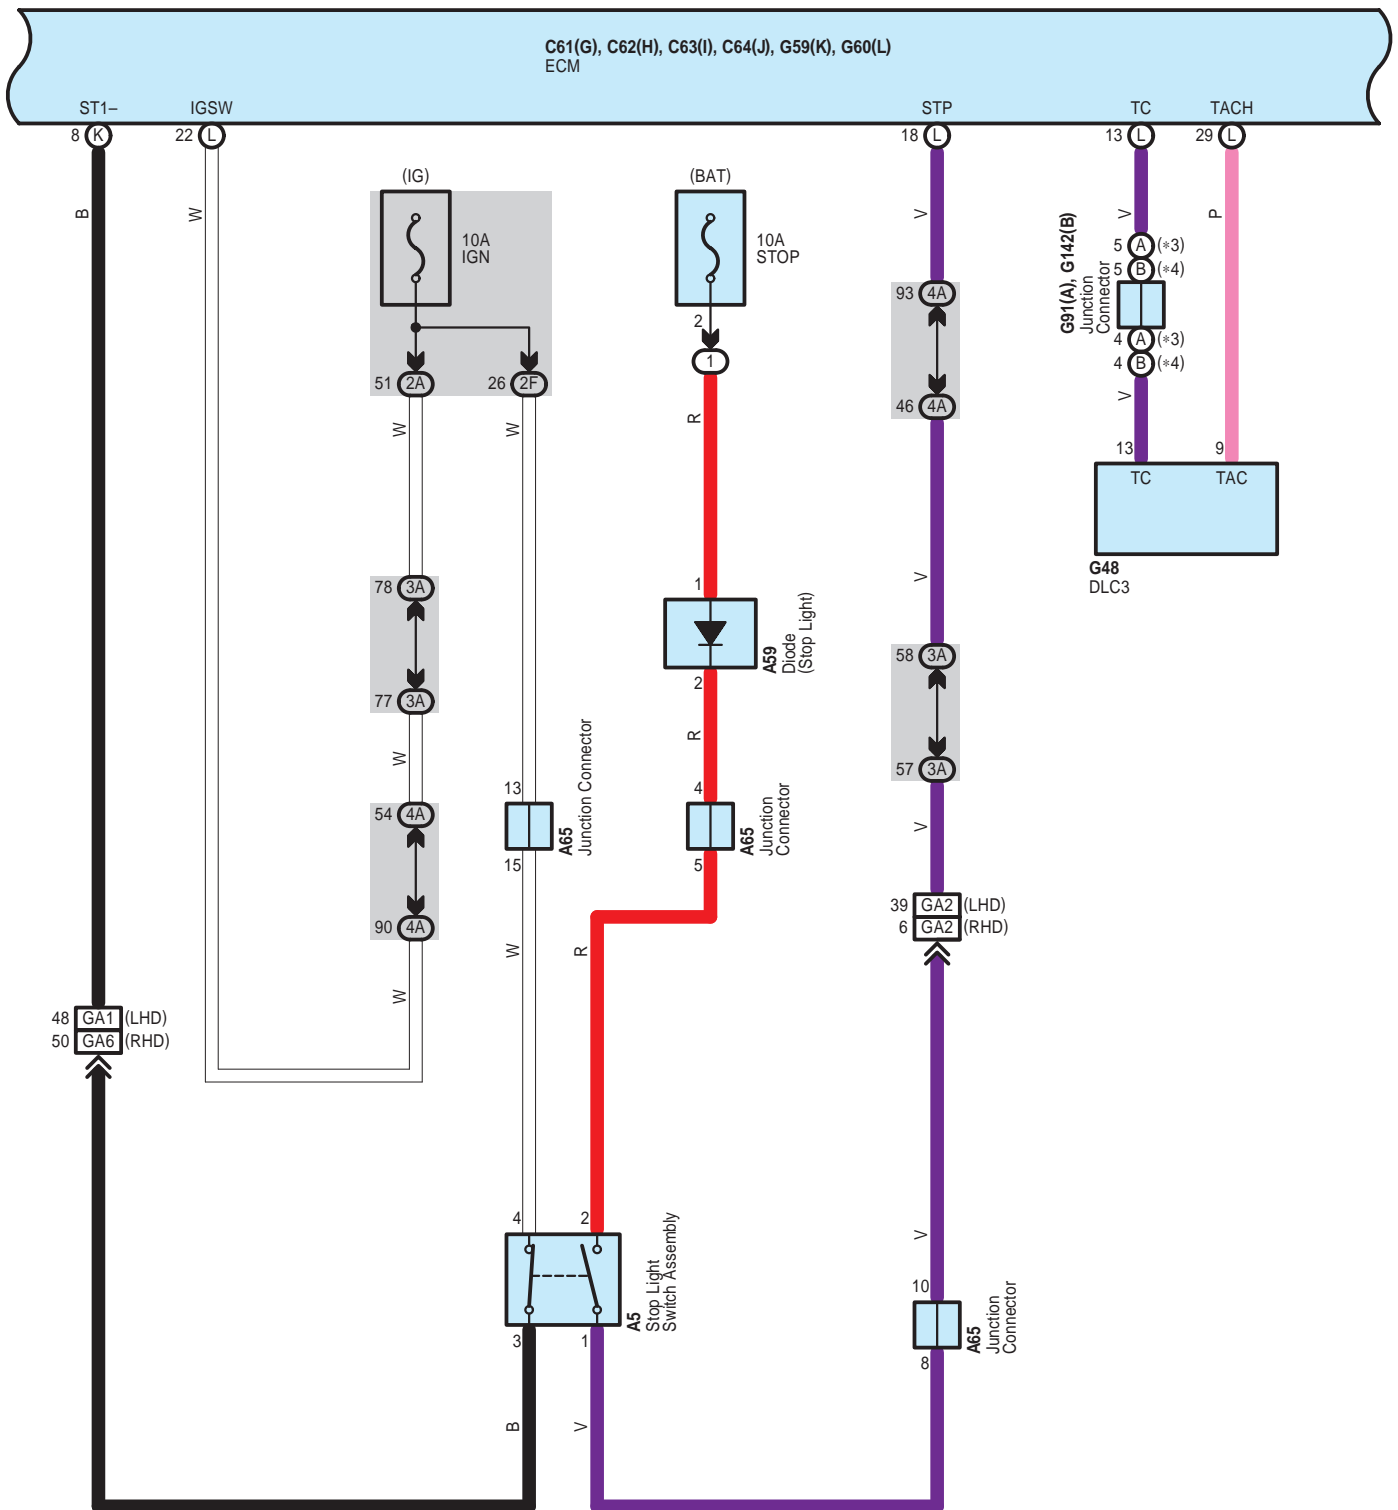 C61(G), C62(H), C63(I), C64(J), G59(K), G60(L)
ECM
ST1–
IGSW
STP
TC
TACH
8 K
22 L
18 L
13 L
29 L
(IG)
(BAT)
B
W
10A
IGN
10A
STOP
V
V
P
5 A (∗3)
5 B (∗4)
G91(A), G142(B)
Junction
Connector
4 A (∗3)
4 B (∗4)
93 4A
2
1
51 2A
26 2F
46 4A
V
W
W
R
13
9
TC
TAC
G48
DLC3
V
78 3A
1
A59
Diode
(Stop Light)
2
58 3A
77 3A
W
R
57 3A
13
A65
Junction Connector
15
4
A65
Junction
Connector
5
54 4A
V
90 4A
39 GA2 (LHD)
6 GA2 (RHD)
W
R
W
48 GA1 (LHD)
50 GA6 (RHD)
4
2
A5
Stop Light
Switch Assembly
3
1
V
10
A65
Junction
Connector
8
B
V